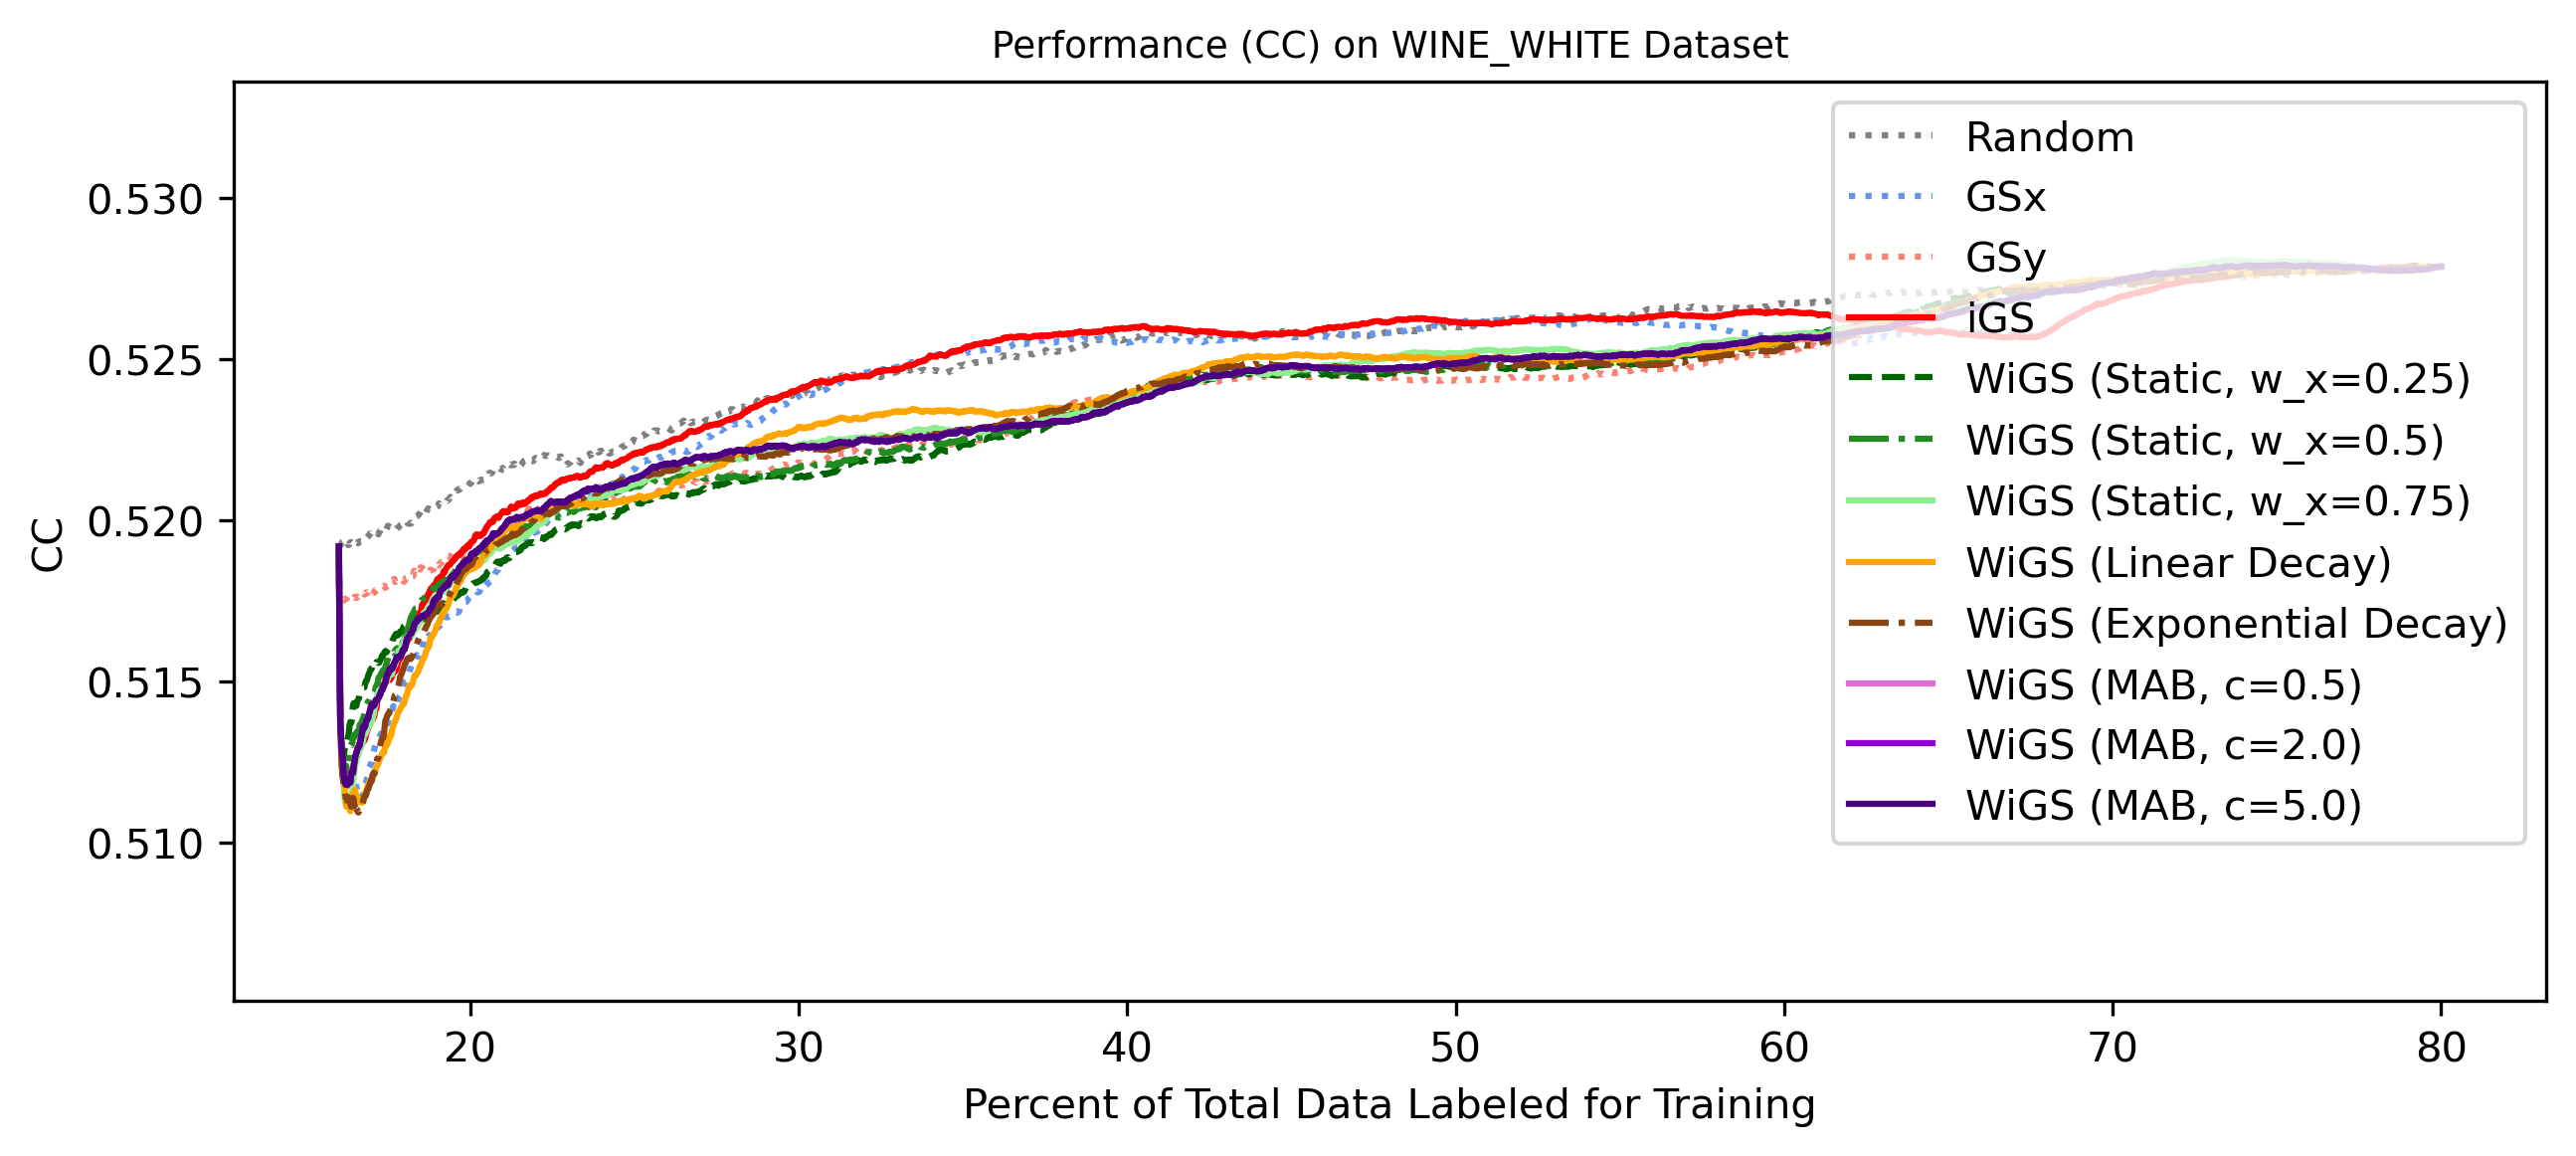 Performance (CC) on WINE_WHITE Dataset
CC
0.530
0.525
0.520
0.515
0.510
Random
GSx
GSy
iGS
WiGS (Static, w_x=0.25)
WiGS (Static, w_x=0.5)
WiGS (Static, w_x=0.75)
WiGS (Linear Decay)
WiGS (Exponential Decay)
WiGS (MAB, c=0.5)
WiGS (MAB, c=2.0)
WiGS (MAB, c=5.0)
20 30 40 50 60 70 80
Percent of Total Data Labeled for Training